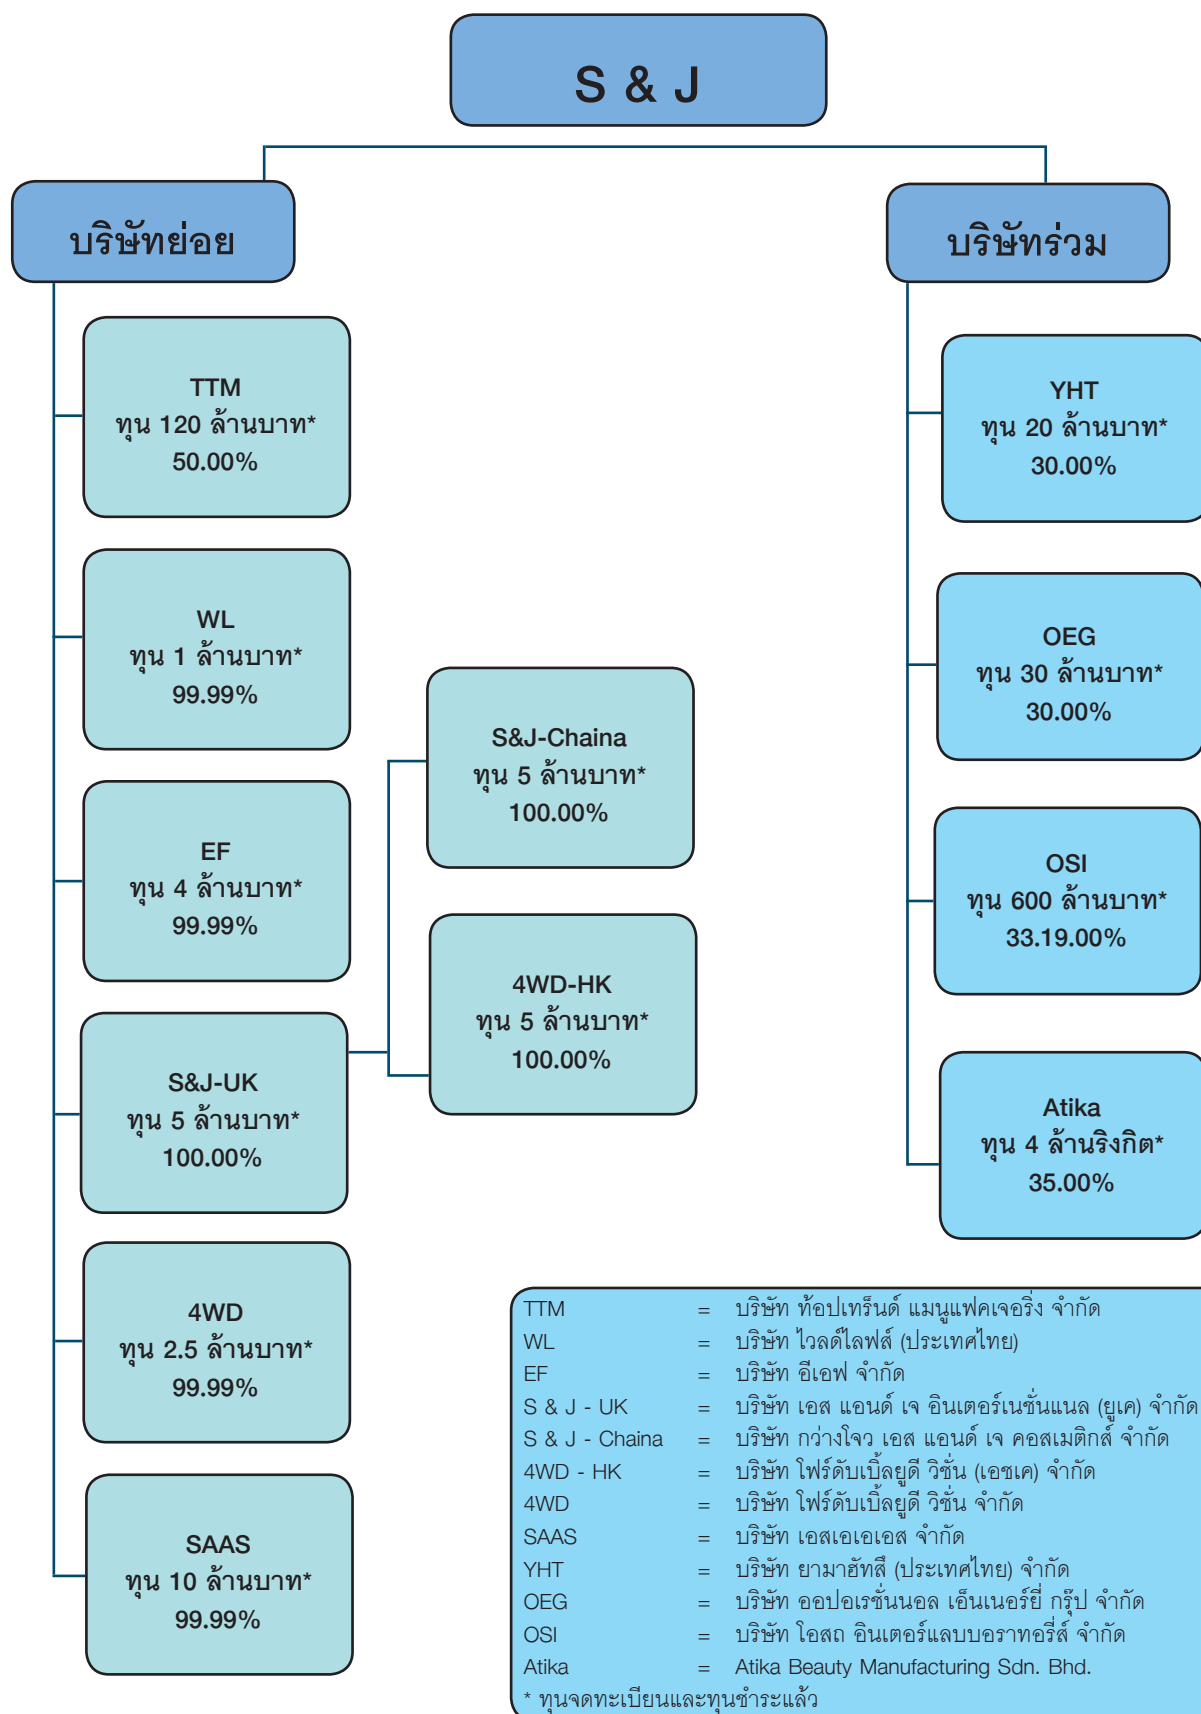 S & J
บริษัทย่อย
บริษัทร่วม
TTM
ทุน 120 ล้านบาท*
50.00%
WL
ทุน 1 ล้านบาท*
99.99%
EF
ทุน 4 ล้านบาท*
99.99%
S&J-UK
ทุน 5 ล้านบาท*
100.00%
4WD
ทุน 2.5 ล้านบาท*
99.99%
SAAS
ทุน 10 ล้านบาท*
99.99%
S&J-Chaina
ทุน 5 ล้านบาท*
100.00%
4WD-HK
ทุน 5 ล้านบาท*
100.00%
YHT
ทุน 20 ล้านบาท*
30.00%
OEG
ทุน 30 ล้านบาท*
30.00%
OSI
ทุน 600 ล้านบาท*
33.19.00%
Atika
ทุน 4 ล้านริงกิต*
35.00%
TTM = บริษัท ท้อปเทร็นด์ แมนูแฟคเจอริ่ง จำกัด
WL = บริษัท ไวลด์ไลฟส์ (ประเทศไทย)
EF = บริษัท อีเอฟ จำกัด
S & J - UK = บริษัท เอส แอนด์ เจ อินเตอร์เนชั่นแนล (ยูเค) จำกัด
S & J - Chaina = บริษัท กว่างโจว เอส แอนด์ เจ คอสเมติกส์ จำกัด
4WD - HK = บริษัท โฟร์ดับเบิ้ลยูดี วิชั่น (เอชเค) จำกัด
4WD = บริษัท โฟร์ดับเบิ้ลยูดี วิชั่น จำกัด
SAAS = บริษัท เอสเอเอเอส จำกัด
YHT = บริษัท ยามาฮัทสึ (ประเทศไทย) จำกัด
OEG = บริษัท ออปอเรชั่นนอล เอ็นเนอร์ยี่ กรุ๊ป จำกัด
OSI = บริษัท โอสถ อินเตอร์แลบบอราทอรี่ส์ จำกัด
Atika = Atika Beauty Manufacturing Sdn. Bhd.
* ทุนจดทะเบียนและทุนชำระแล้ว